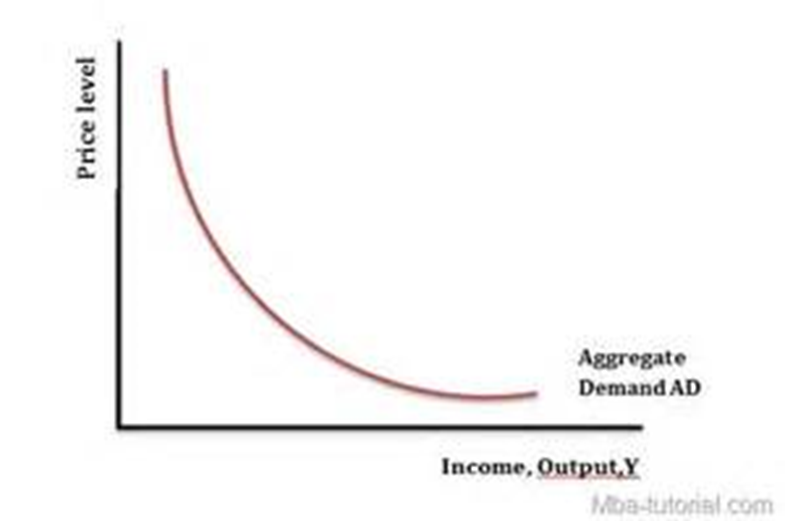 Price level
Aggregate
Demand AD
Income, Output,Y
Mba-tutorial.com